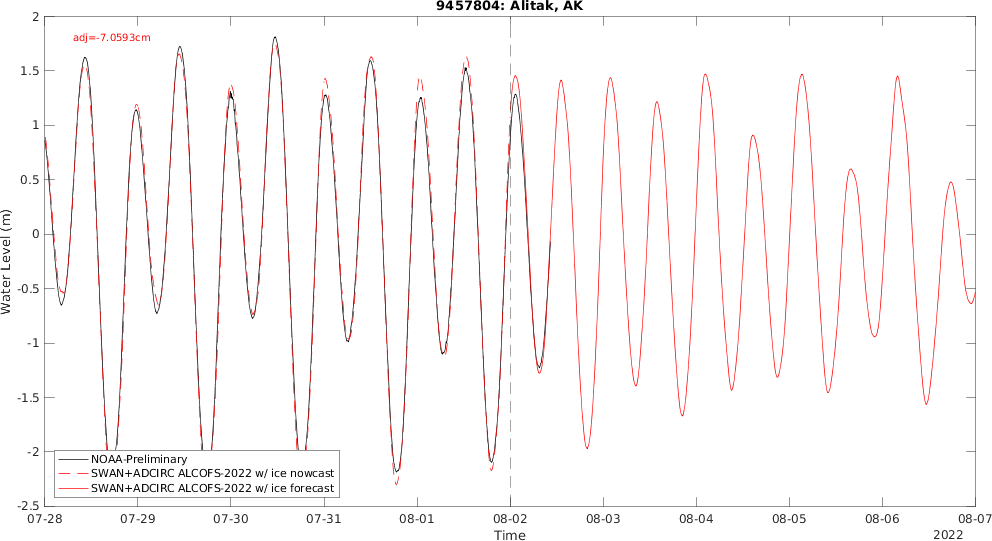 9457804: Alitak, AK
adj=-7.0593cm
Water Level (m)
2
1.5
1
0.5
0
-0.5
-1
-1.5
-2
-2.5
NOAA-Preliminary
SWAN+ADCIRC ALCOFS-2022 w/ ice nowcast
SWAN+ADCIRC ALCOFS-2022 w/ ice forecast
07-28 07-29 07-30 07-31 08-01 08-02 08-03 08-04 08-05 08-06 08-07
Time
2022